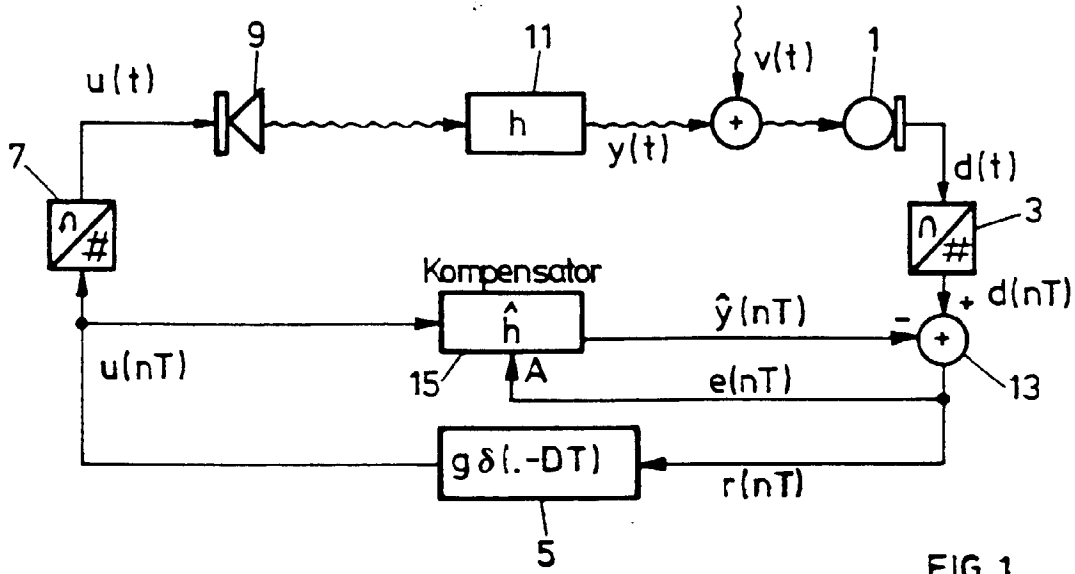 9
11
1
u(t)
v(t)
h
+
y(t)
7
d(t)
∩
#
∩
#
3
Kompensator
+
d(nT)
ĥ
ŷ(nT)
-
+
u(nT)
15
A
e(nT)
13
gδ(.-DT)
r(nT)
5
FIG. 1